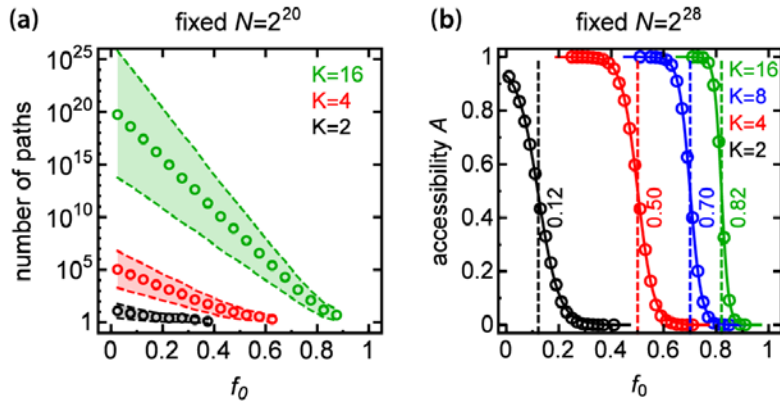 (a) fixed N=2^20
number of paths
10^25
10^20
10^15
10^10
10^5
1
K=16
K=4
K=2
0 0.2 0.4 0.6 0.8 1
f_0
(b) fixed N=2^28
accessibility A
1
0.8
0.6
0.4
0.2
0
K=16
K=8
K=4
K=2
0.12
0.50
0.70
0.82
0 0.2 0.4 0.6 0.8 1
f_0